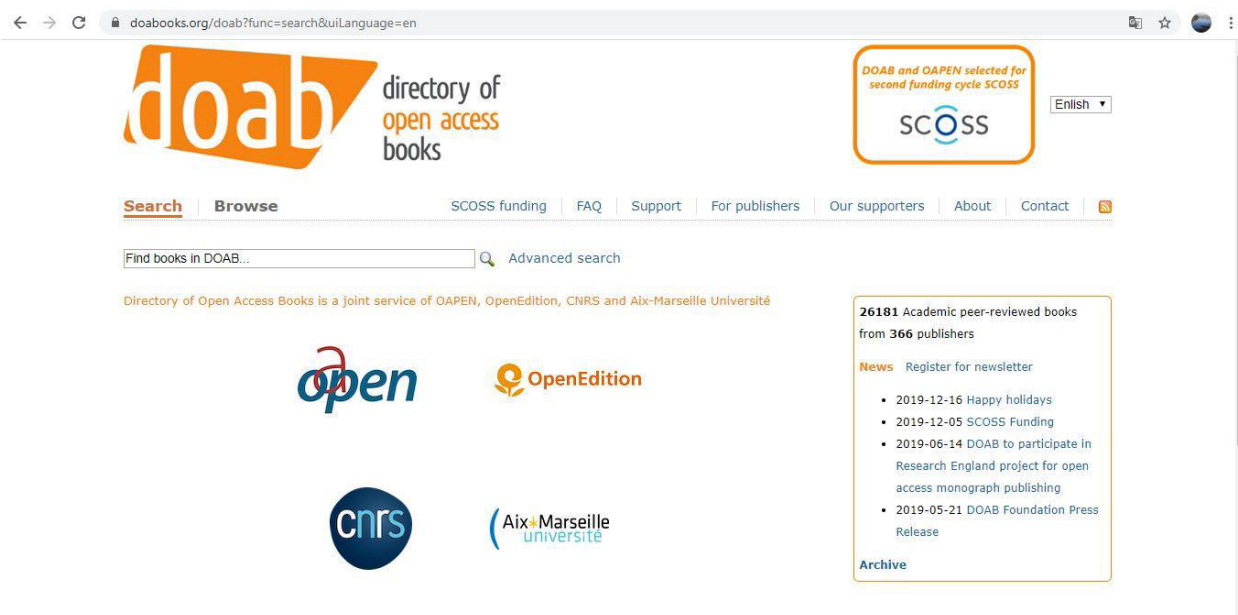 doabooks.org/doab?func=search&uiLanguage=en
doab
directory of
open access
books
DOAB and OAPEN selected for
second funding cycle SCOSS
SCOSS
Enlish
Search Browse SCOSS funding FAQ Support For publishers Our supporters About Contact
Find books in DOAB... Advanced search
Directory of Open Access Books is a joint service of OAPEN, OpenEdition, CNRS and Aix-Marseille Université
oapen
OpenEdition
cnrs
Aix*Marseille
université
26181 Academic peer-reviewed books
from 366 publishers
News Register for newsletter
• 2019-12-16 Happy holidays
• 2019-12-05 SCOSS Funding
• 2019-06-14 DOAB to participate in
Research England project for open
access monograph publishing
• 2019-05-21 DOAB Foundation Press
Release
Archive